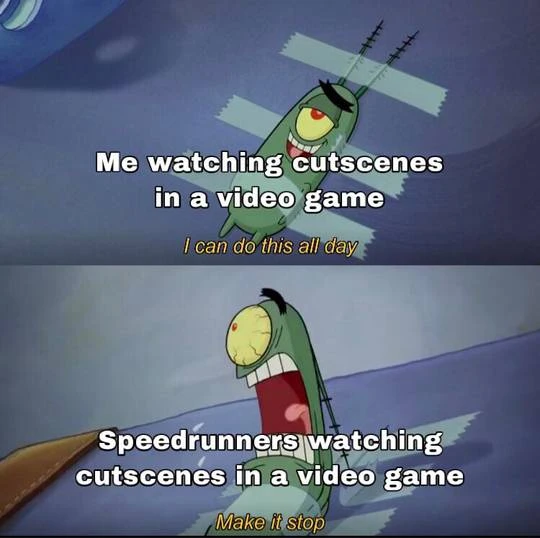 Me watching cutscenes
in a video game
I can do this all day
Speedrunners watching
cutscenes in a video game
Make it stop